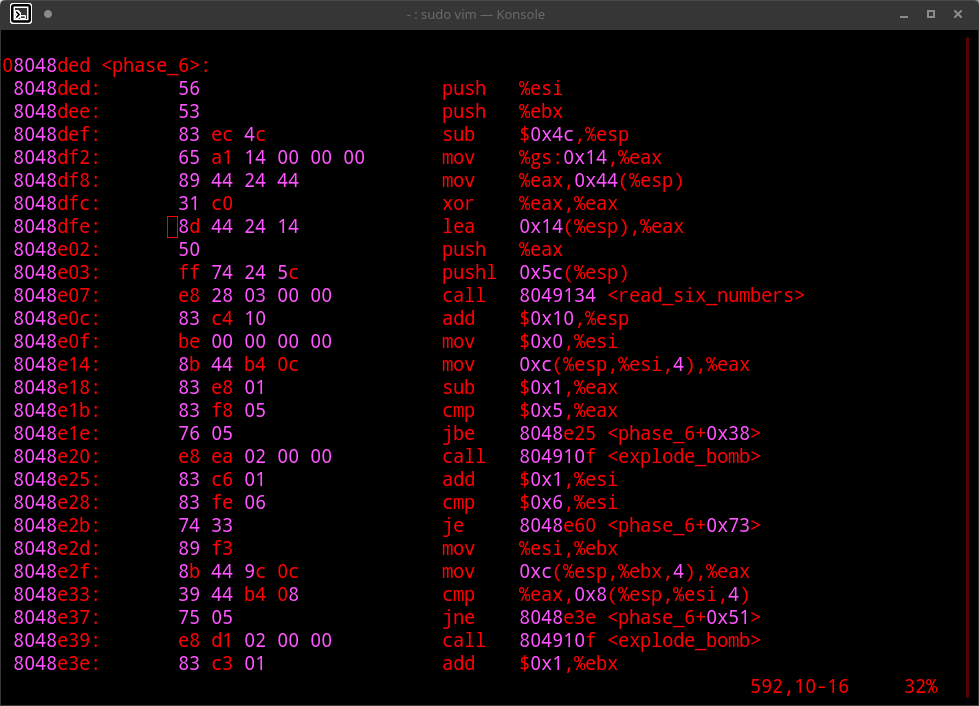 - : sudo vim — Konsole
08048ded <phase_6>:
8048ded: 56 push %esi
8048dee: 53 push %ebx
8048def: 83 ec 4c sub $0x4c,%esp
8048df2: 65 a1 14 00 00 00 mov %gs:0x14,%eax
8048df8: 89 44 24 44 mov %eax,0x44(%esp)
8048dfc: 31 c0 xor %eax,%eax
8048dfe: 8d 44 24 14 lea 0x14(%esp),%eax
8048e02: 50 push %eax
8048e03: ff 74 24 5c pushl 0x5c(%esp)
8048e07: e8 28 03 00 00 call 8049134 <read_six_numbers>
8048e0c: 83 c4 10 add $0x10,%esp
8048e0f: be 00 00 00 00 mov $0x0,%esi
8048e14: 8b 44 b4 0c mov 0xc(%esp,%esi,4),%eax
8048e18: 83 e8 01 sub $0x1,%eax
8048e1b: 83 f8 05 cmp $0x5,%eax
8048e1e: 76 05 jbe 8048e25 <phase_6+0x38>
8048e20: e8 ea 02 00 00 call 804910f <explode_bomb>
8048e25: 83 c6 01 add $0x1,%esi
8048e28: 83 fe 06 cmp $0x6,%esi
8048e2b: 74 33 je 8048e60 <phase_6+0x73>
8048e2d: 89 f3 mov %esi,%ebx
8048e2f: 8b 44 9c 0c mov 0xc(%esp,%ebx,4),%eax
8048e33: 39 44 b4 08 cmp %eax,0x8(%esp,%esi,4)
8048e37: 75 05 jne 8048e3e <phase_6+0x51>
8048e39: e8 d1 02 00 00 call 804910f <explode_bomb>
8048e3e: 83 c3 01 add $0x1,%ebx
592,10-16 32%